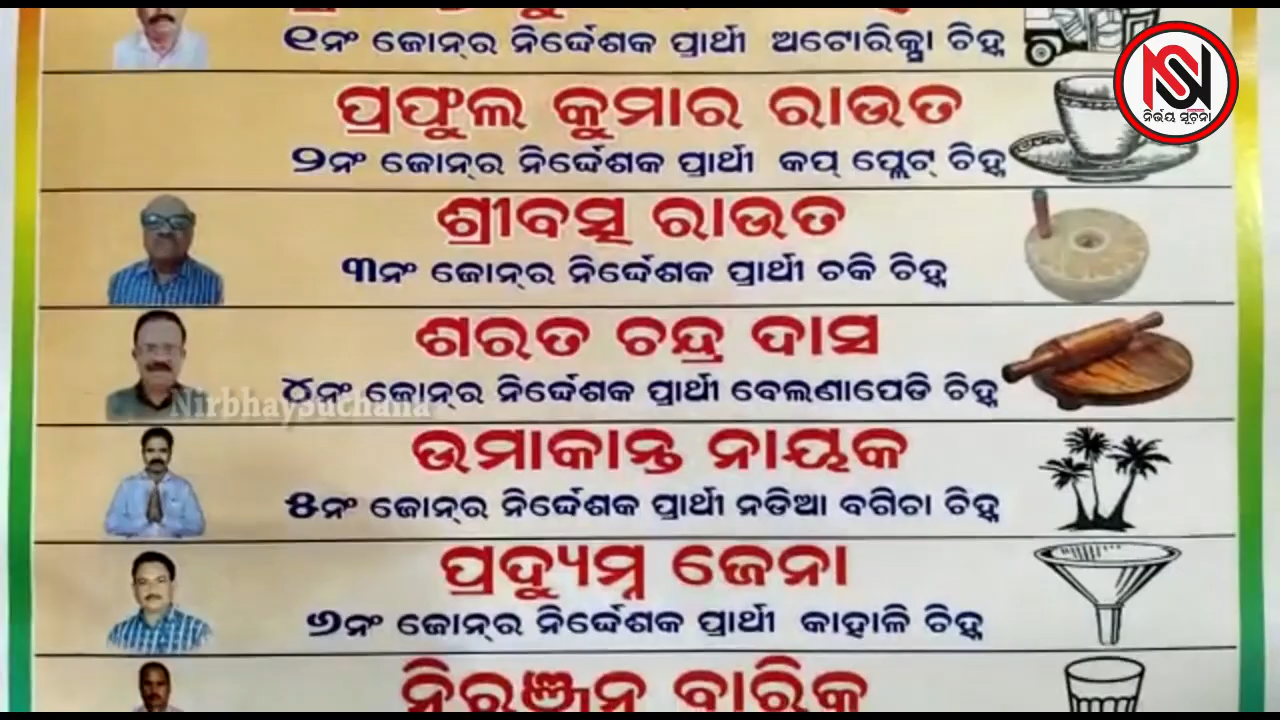 ୧ନଂ ଜୋନ୍‌ର ନିର୍ଦ୍ଦେଶକ ପ୍ରାର୍ଥୀ ଅଟୋରିକ୍ସା ଚିହ୍ନ
ପ୍ରଫୁଲ କୁମାର ରାଉତ
୨ନଂ ଜୋନ୍‌ର ନିର୍ଦ୍ଦେଶକ ପ୍ରାର୍ଥୀ କପ୍ ପ୍ଲେଟ୍ ଚିହ୍ନ
ଶ୍ରୀବତ୍ସ ରାଉତ
୩ନଂ ଜୋନ୍‌ର ନିର୍ଦ୍ଦେଶକ ପ୍ରାର୍ଥୀ ଚକି ଚିହ୍ନ
ଶରତ ଚନ୍ଦ୍ର ଦାସ
୪ନଂ ଜୋନ୍‌ର ନିର୍ଦ୍ଦେଶକ ପ୍ରାର୍ଥୀ ବେଲଣାପେଡି ଚିହ୍ନ
ଉମାକାନ୍ତ ନାୟକ
୫ନଂ ଜୋନ୍‌ର ନିର୍ଦ୍ଦେଶକ ପ୍ରାର୍ଥୀ ନଡିଆ ବଗିଚା ଚିହ୍ନ
ପ୍ରଦ୍ୟୁମ୍ନ ଜେନା
୬ନଂ ଜୋନ୍‌ର ନିର୍ଦ୍ଦେଶକ ପ୍ରାର୍ଥୀ କାହାଳି ଚିହ୍ନ
ନିରଞ୍ଜନ ବାରିକ
NS
ନିର୍ଭୟ ସୂଚନା
NirbhaySuchana